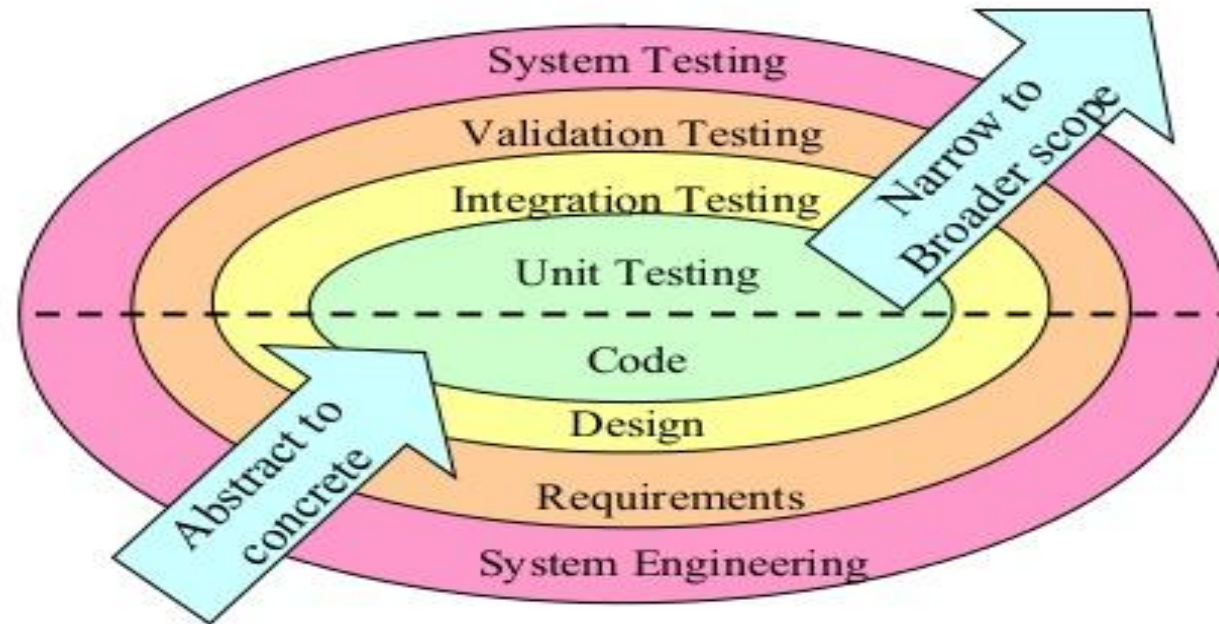 System Testing
Validation Testing
Integration Testing
Unit Testing
Code
Design
Requirements
System Engineering
Narrow to
Broader scope
Abstract to
concrete